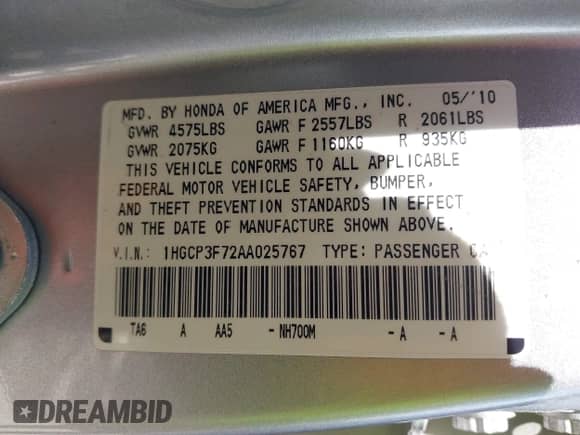 MFD. BY HONDA OF AMERICA MFG., INC. 05/'10
GVWR 4575LBS GAWR F 2557LBS R 2061LBS
GVWR 2075KG GAWR F 1160KG R 935KG
THIS VEHICLE CONFORMS TO ALL APPLICABLE
FEDERAL MOTOR VEHICLE SAFETY, BUMPER,
AND THEFT PREVENTION STANDARDS IN EFFECT
ON THE DATE OF MANUFACTURE SHOWN ABOVE.
V.I.N.: 1HGCP3F72AA025767 TYPE: PASSENGER CA
TA6 A AA5 - NH700M - A - A
DREAMBID